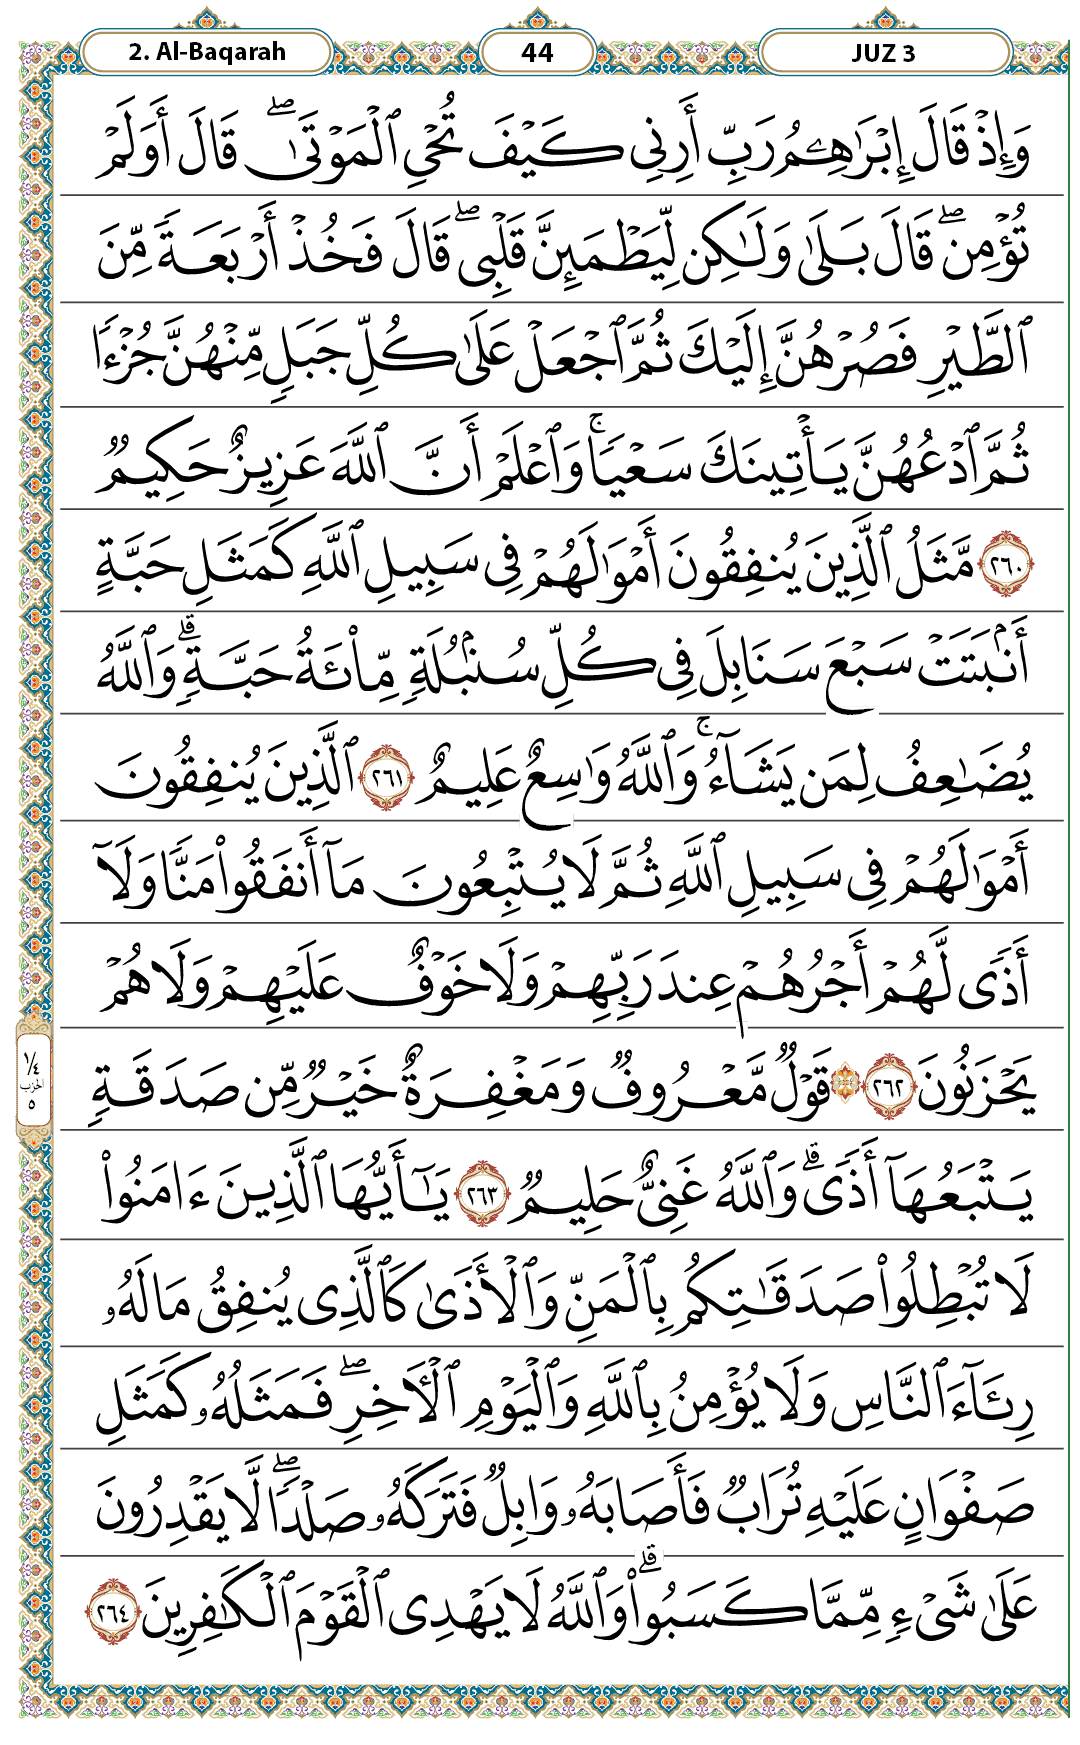 2. Al-Baqarah 44 JUZ 3
وَإِذۡ قَالَ إِبۡرَٰهِـۧمُ رَبِّ أَرِنِي كَيۡفَ تُحۡيِ ٱلۡمَوۡتَىٰۖ قَالَ أَوَلَمۡ
تُؤۡمِنۖ قَالَ بَلَىٰ وَلَٰكِن لِّيَطۡمَئِنَّ قَلۡبِيۖ قَالَ فَخُذۡ أَرۡبَعَةٗ مِّنَ
ٱلطَّيۡرِ فَصُرۡهُنَّ إِلَيۡكَ ثُمَّ ٱجۡعَلۡ عَلَىٰ كُلِّ جَبَلٖ مِّنۡهُنَّ جُزۡءٗا
ثُمَّ ٱدۡعُهُنَّ يَأۡتِينَكَ سَعۡيٗاۚ وَٱعۡلَمۡ أَنَّ ٱللَّهَ عَزِيزٌ حَكِيمٞ
٢٦٠ مَّثَلُ ٱلَّذِينَ يُنفِقُونَ أَمۡوَٰلَهُمۡ فِي سَبِيلِ ٱللَّهِ كَمَثَلِ حَبَّةٍ
أَنۢبَتَتۡ سَبۡعَ سَنَابِلَ فِي كُلِّ سُنۢبُلَةٖ مِّاْئَةُ حَبَّةٖۗ وَٱللَّهُ
يُضَٰعِفُ لِمَن يَشَآءُۚ وَٱللَّهُ وَٰسِعٌ عَلِيمٌ ٢٦١ ٱلَّذِينَ يُنفِقُونَ
أَمۡوَٰلَهُمۡ فِي سَبِيلِ ٱللَّهِ ثُمَّ لَا يُتۡبِعُونَ مَآ أَنفَقُواْ مَنّٗا وَلَآ
أَذٗى لَّهُمۡ أَجۡرُهُمۡ عِندَ رَبِّهِمۡ وَلَا خَوۡفٌ عَلَيۡهِمۡ وَلَا هُمۡ
يَحۡزَنُونَ ٢٦٢ ۞ قَوۡلٞ مَّعۡرُوفٞ وَمَغۡفِرَةٌ خَيۡرٞ مِّن صَدَقَةٖ
١/٤ الحزب ٥
يَتۡبَعُهَآ أَذٗىۗ وَٱللَّهُ غَنِيٌّ حَلِيمٞ ٢٦٣ يَٰٓأَيُّهَا ٱلَّذِينَ ءَامَنُواْ
لَا تُبۡطِلُواْ صَدَقَٰتِكُم بِٱلۡمَنِّ وَٱلۡأَذَىٰ كَٱلَّذِي يُنفِقُ مَالَهُۥ
رِئَآءَ ٱلنَّاسِ وَلَا يُؤۡمِنُ بِٱللَّهِ وَٱلۡيَوۡمِ ٱلۡأٓخِرِۖ فَمَثَلُهُۥ كَمَثَلِ
صَفۡوَانٍ عَلَيۡهِ تُرَابٞ فَأَصَابَهُۥ وَابِلٞ فَتَرَكَهُۥ صَلۡدٗاۖ لَّا يَقۡدِرُونَ
عَلَىٰ شَيۡءٖ مِّمَّا كَسَبُواْۗ وَٱللَّهُ لَا يَهۡدِي ٱلۡقَوۡمَ ٱلۡكَٰفِرِينَ ٢٦٤